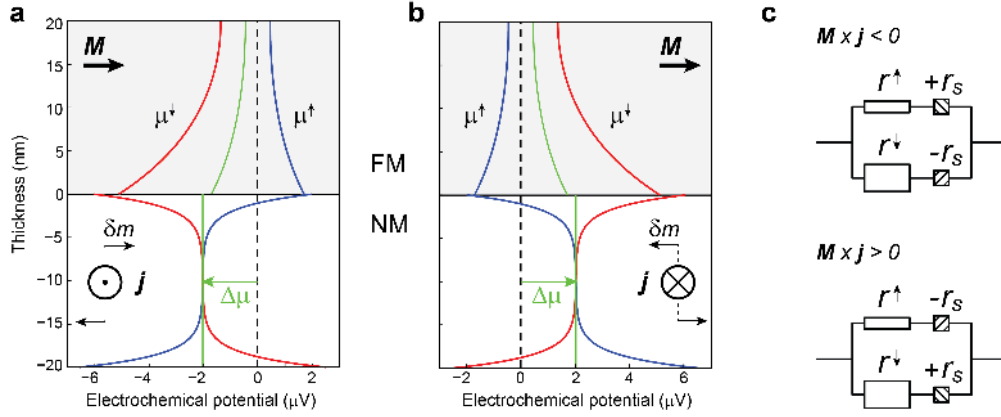 a
b
c
20
15
10
5
0
−5
−10
−15
−20
Thickness (nm)
M
μ↓
μ↑
δm
j
Δμ
−6
−4
−2
0
2
Electrochemical potential (μV)
FM
NM
M
μ↑
μ↓
δm
j
Δμ
−2
0
2
4
6
Electrochemical potential (μV)
M x j < 0
r↑ +rs
r↓ -rs
M x j > 0
r↑ -rs
r↓ +rs